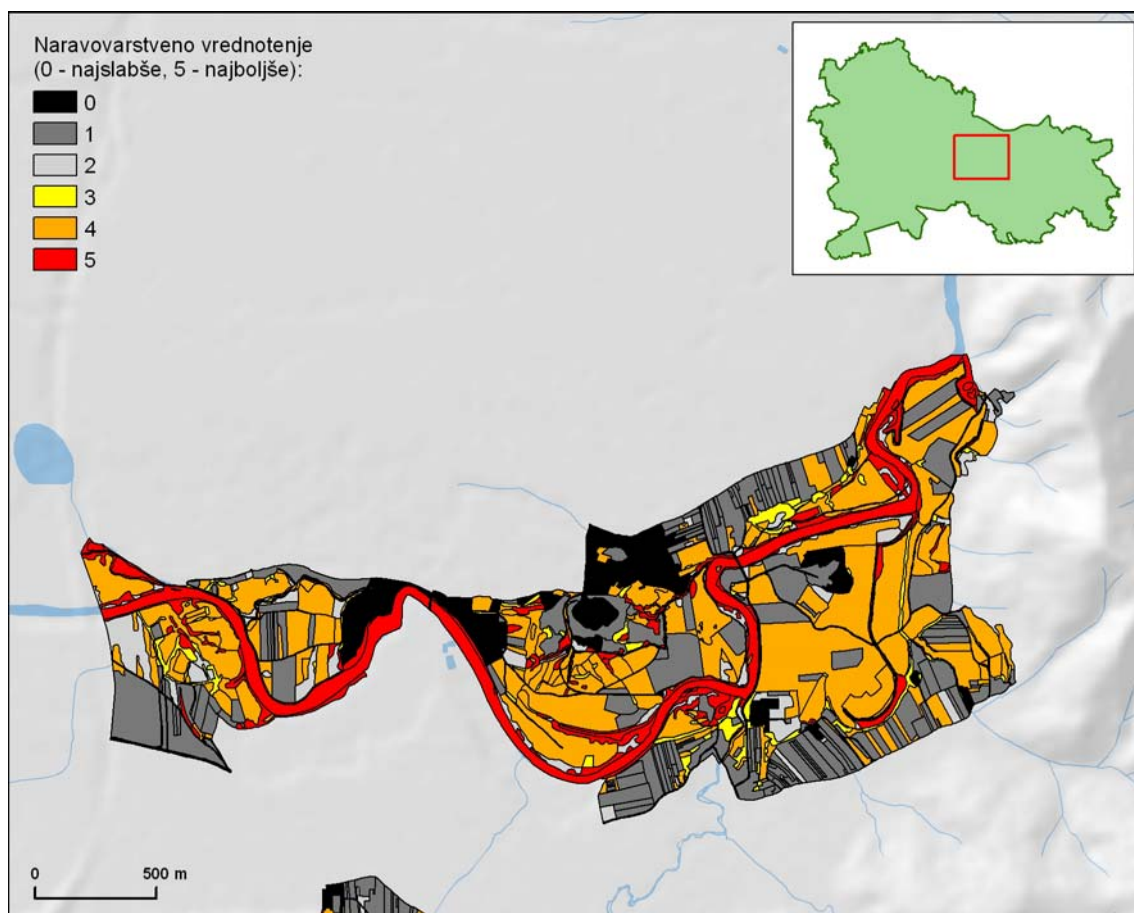 Naravovarstveno vrednotenje
(0 - najslabše, 5 - najboljše):
0
1
2
3
4
5
0 500 m